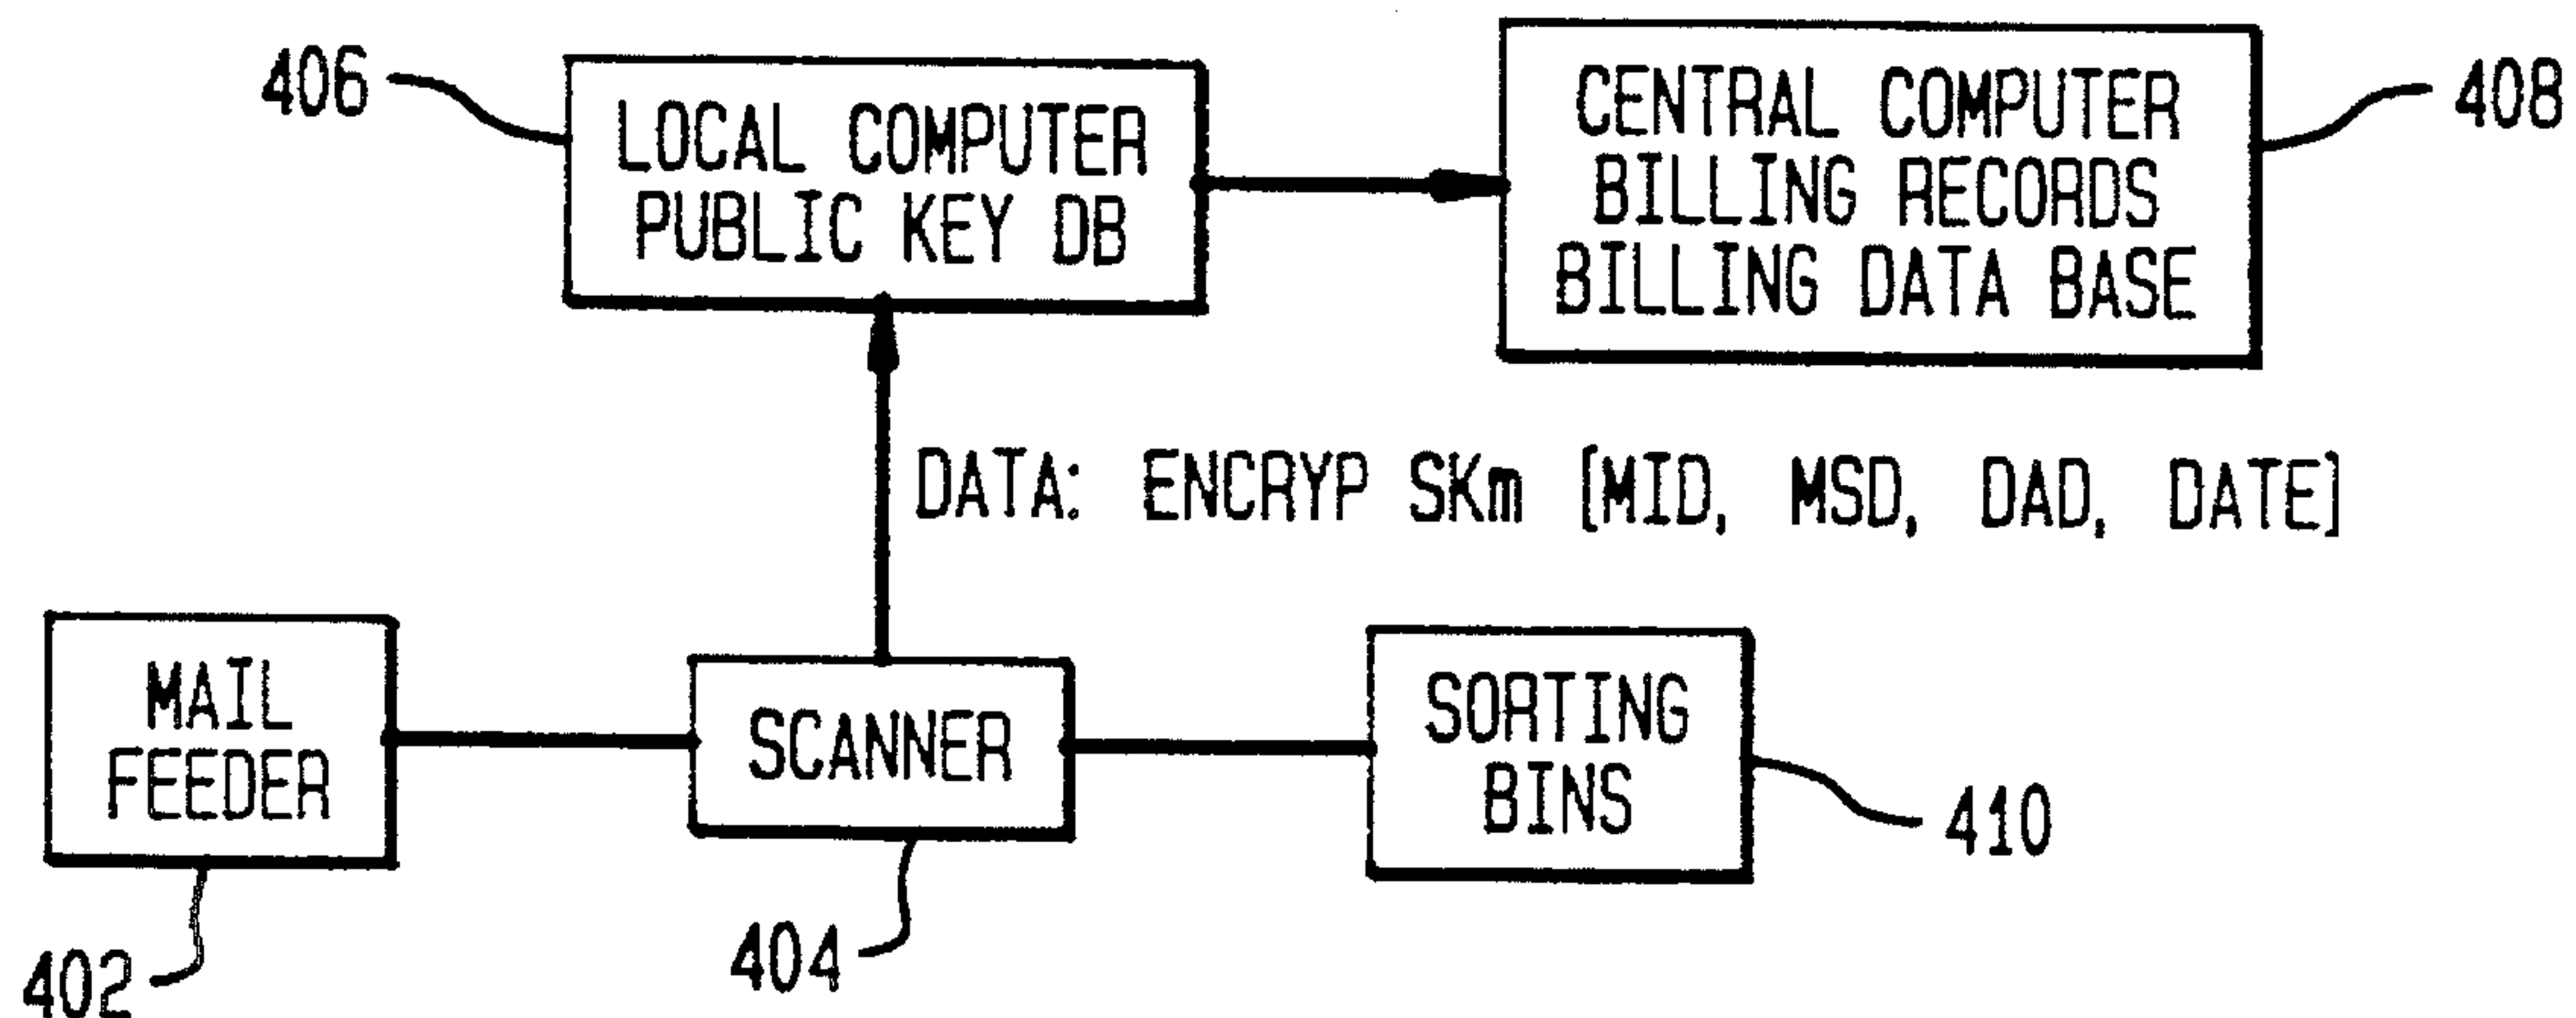 406
LOCAL COMPUTER
PUBLIC KEY DB
CENTRAL COMPUTER
BILLING RECORDS
BILLING DATA BASE
408
DATA: ENCRYP SKm [MID, MSD, DAD, DATE]
MAIL
FEEDER
SCANNER
SORTING
BINS
410
402
404